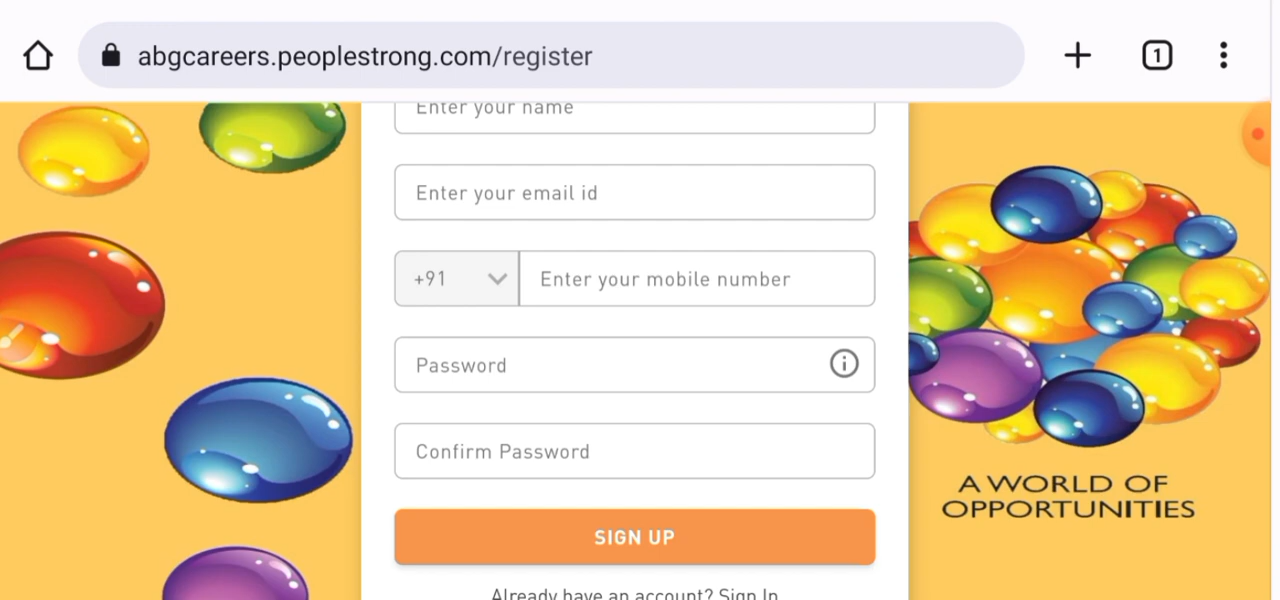 abgcareers.peoplestrong.com/register
1
Enter your name
Enter your email id
+91 Enter your mobile number
Password
Confirm Password
SIGN UP
Already have an account? Sign In
A WORLD OF
OPPORTUNITIES